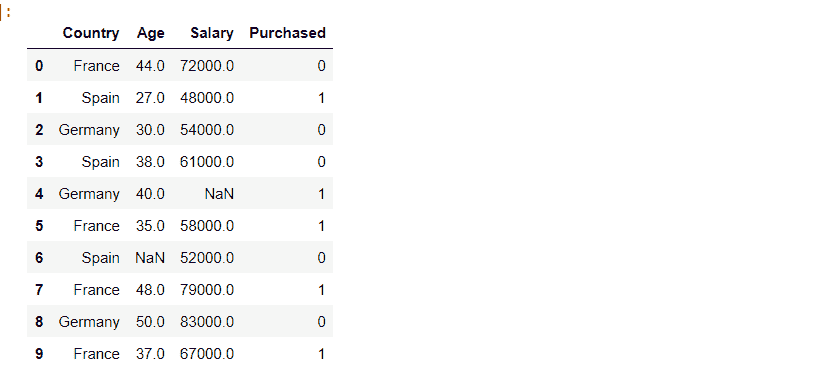 ]:
Country Age Salary Purchased
0 France 44.0 72000.0 0
1 Spain 27.0 48000.0 1
2 Germany 30.0 54000.0 0
3 Spain 38.0 61000.0 0
4 Germany 40.0 NaN 1
5 France 35.0 58000.0 1
6 Spain NaN 52000.0 0
7 France 48.0 79000.0 1
8 Germany 50.0 83000.0 0
9 France 37.0 67000.0 1